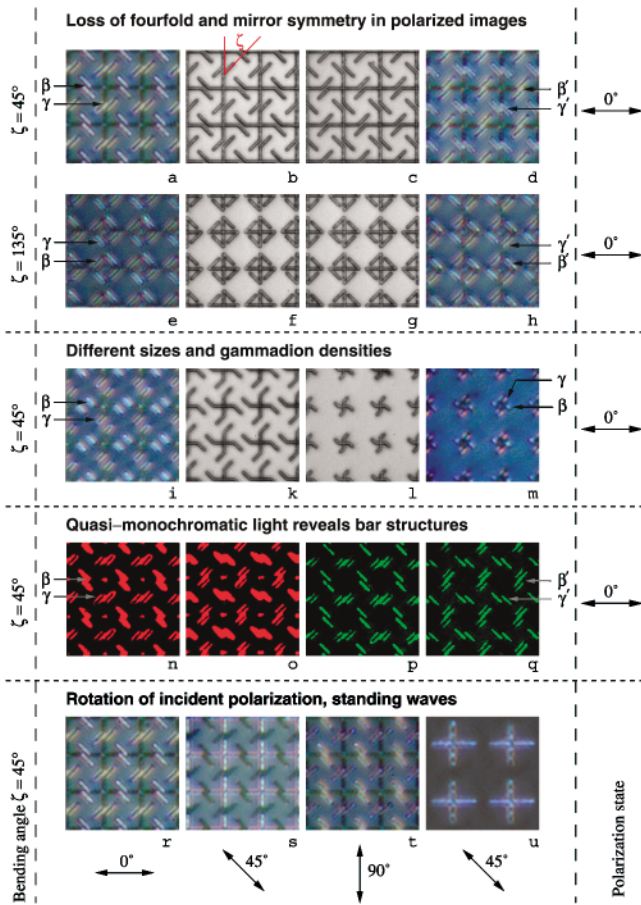 Loss of fourfold and mirror symmetry in polarized images
ζ = 45°
β
γ
ζ
β′
γ′
0°
a
b
c
d
ζ = 135°
γ
β
γ′
β′
0°
e
f
g
h
Different sizes and gammadion densities
ζ = 45°
β
γ
γ
β
0°
i
k
l
m
Quasi–monochromatic light reveals bar structures
ζ = 45°
β
γ
β′
γ′
0°
n
o
p
q
Rotation of incident polarization, standing waves
Bending angle ζ = 45°
Polarization state
r
s
t
u
0°
45°
90°
45°